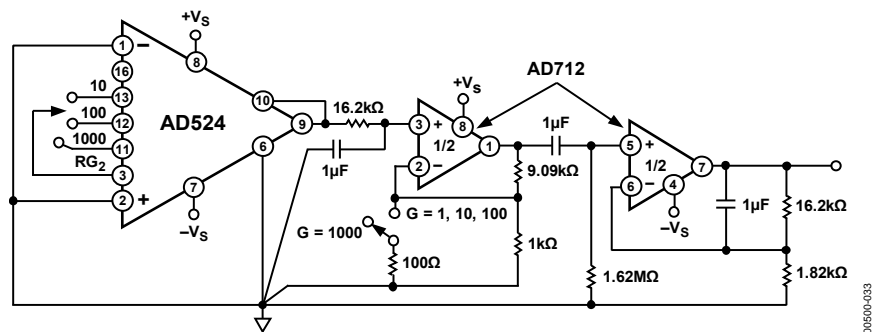 +VS
AD712
1
–
8
16
10
13
+VS
100
12
AD524
10
9
16.2kΩ
3
+
8
1/2
1
1µF
5
+
1/2
7
1000
11
6
1µF
2
–
9.09kΩ
6
–
4
1µF
16.2kΩ
RG2
3
2
+
7
–VS
G = 1, 10, 100
–VS
G = 1000
1kΩ
100Ω
1.62MΩ
1.82kΩ
00500-033